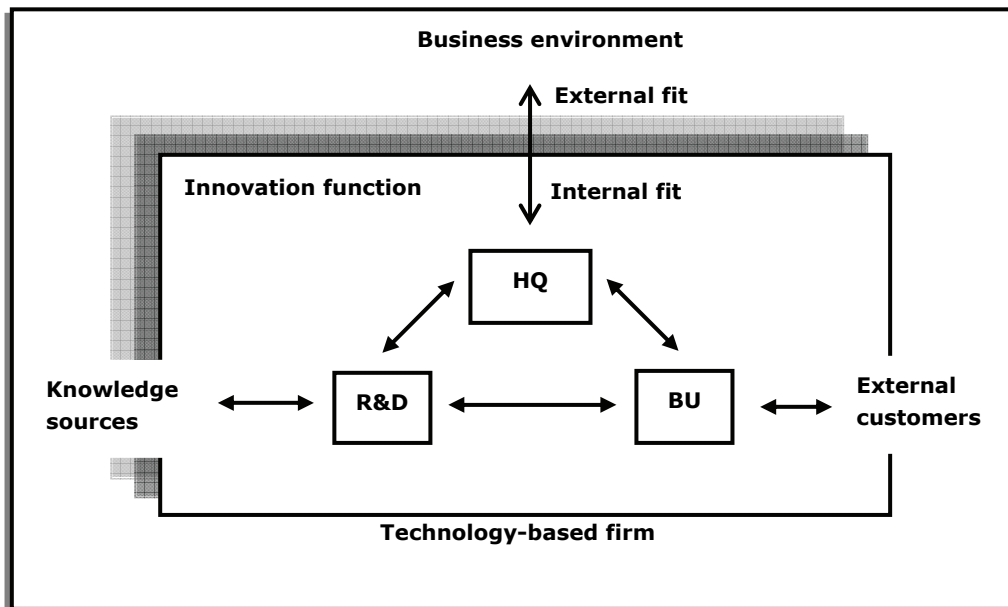 Business environment
External fit
Innovation function
Internal fit
HQ
Knowledge
sources
R&D
BU
External
customers
Technology-based firm